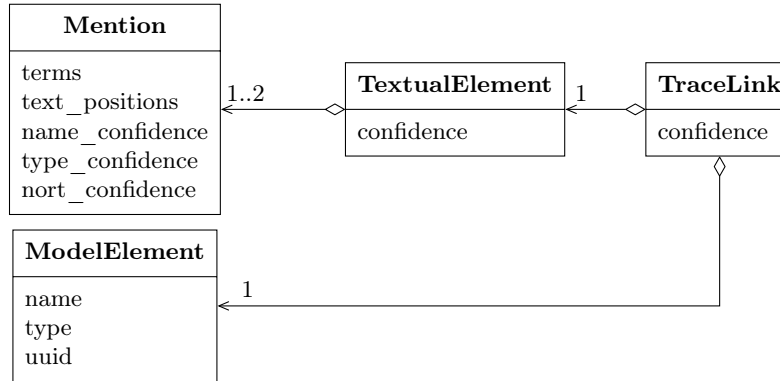 Mention
terms
text_positions
name_confidence
type_confidence
nort_confidence
1..2
TextualElement
confidence
1
TraceLink
confidence
ModelElement
name
type
uuid
1